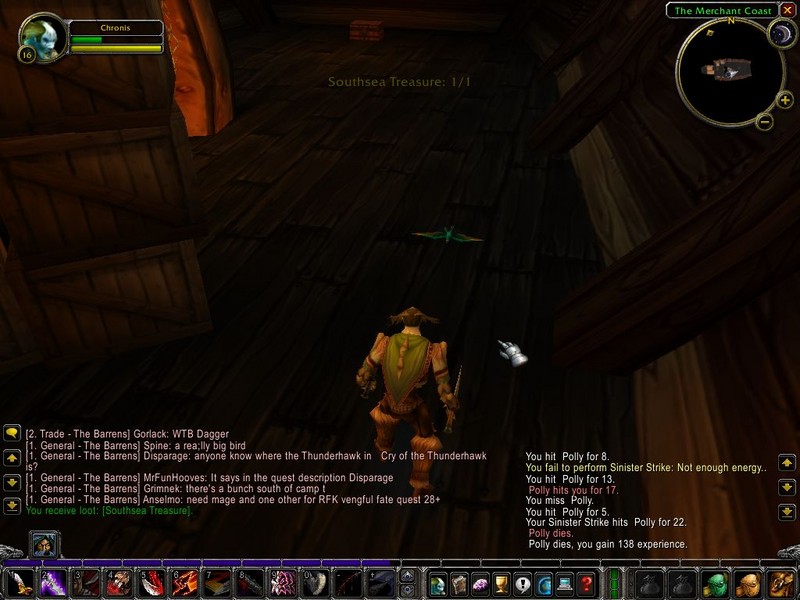 The Merchant Coast
Chronis
N
16
Southsea Treasure: 1/1
[2. Trade - The Barrens] Gorlack: WTB Dagger
[1. General - The Barrens] Spine: a rea;lly big bird
[1. General - The Barrens] Disparage: anyone know where the Thunderhawk in Cry of the Thunderhawk
is?
[1. General - The Barrens] MrFunHooves: It says in the quest description Disparage
[1. General - The Barrens] Grimnek: there's a bunch south of camp t
[1. General - The Barrens] Anselmo: need mage and one other for RFK vengful fate quest 28+
You receive loot: [Southsea Treasure].
You hit Polly for 8.
You fail to perform Sinister Strike: Not enough energy..
You hit Polly for 13.
Polly hits you for 17.
You miss Polly.
You hit Polly for 5.
Your Sinister Strike hits Polly for 22.
Polly dies.
Polly dies, you gain 138 experience.